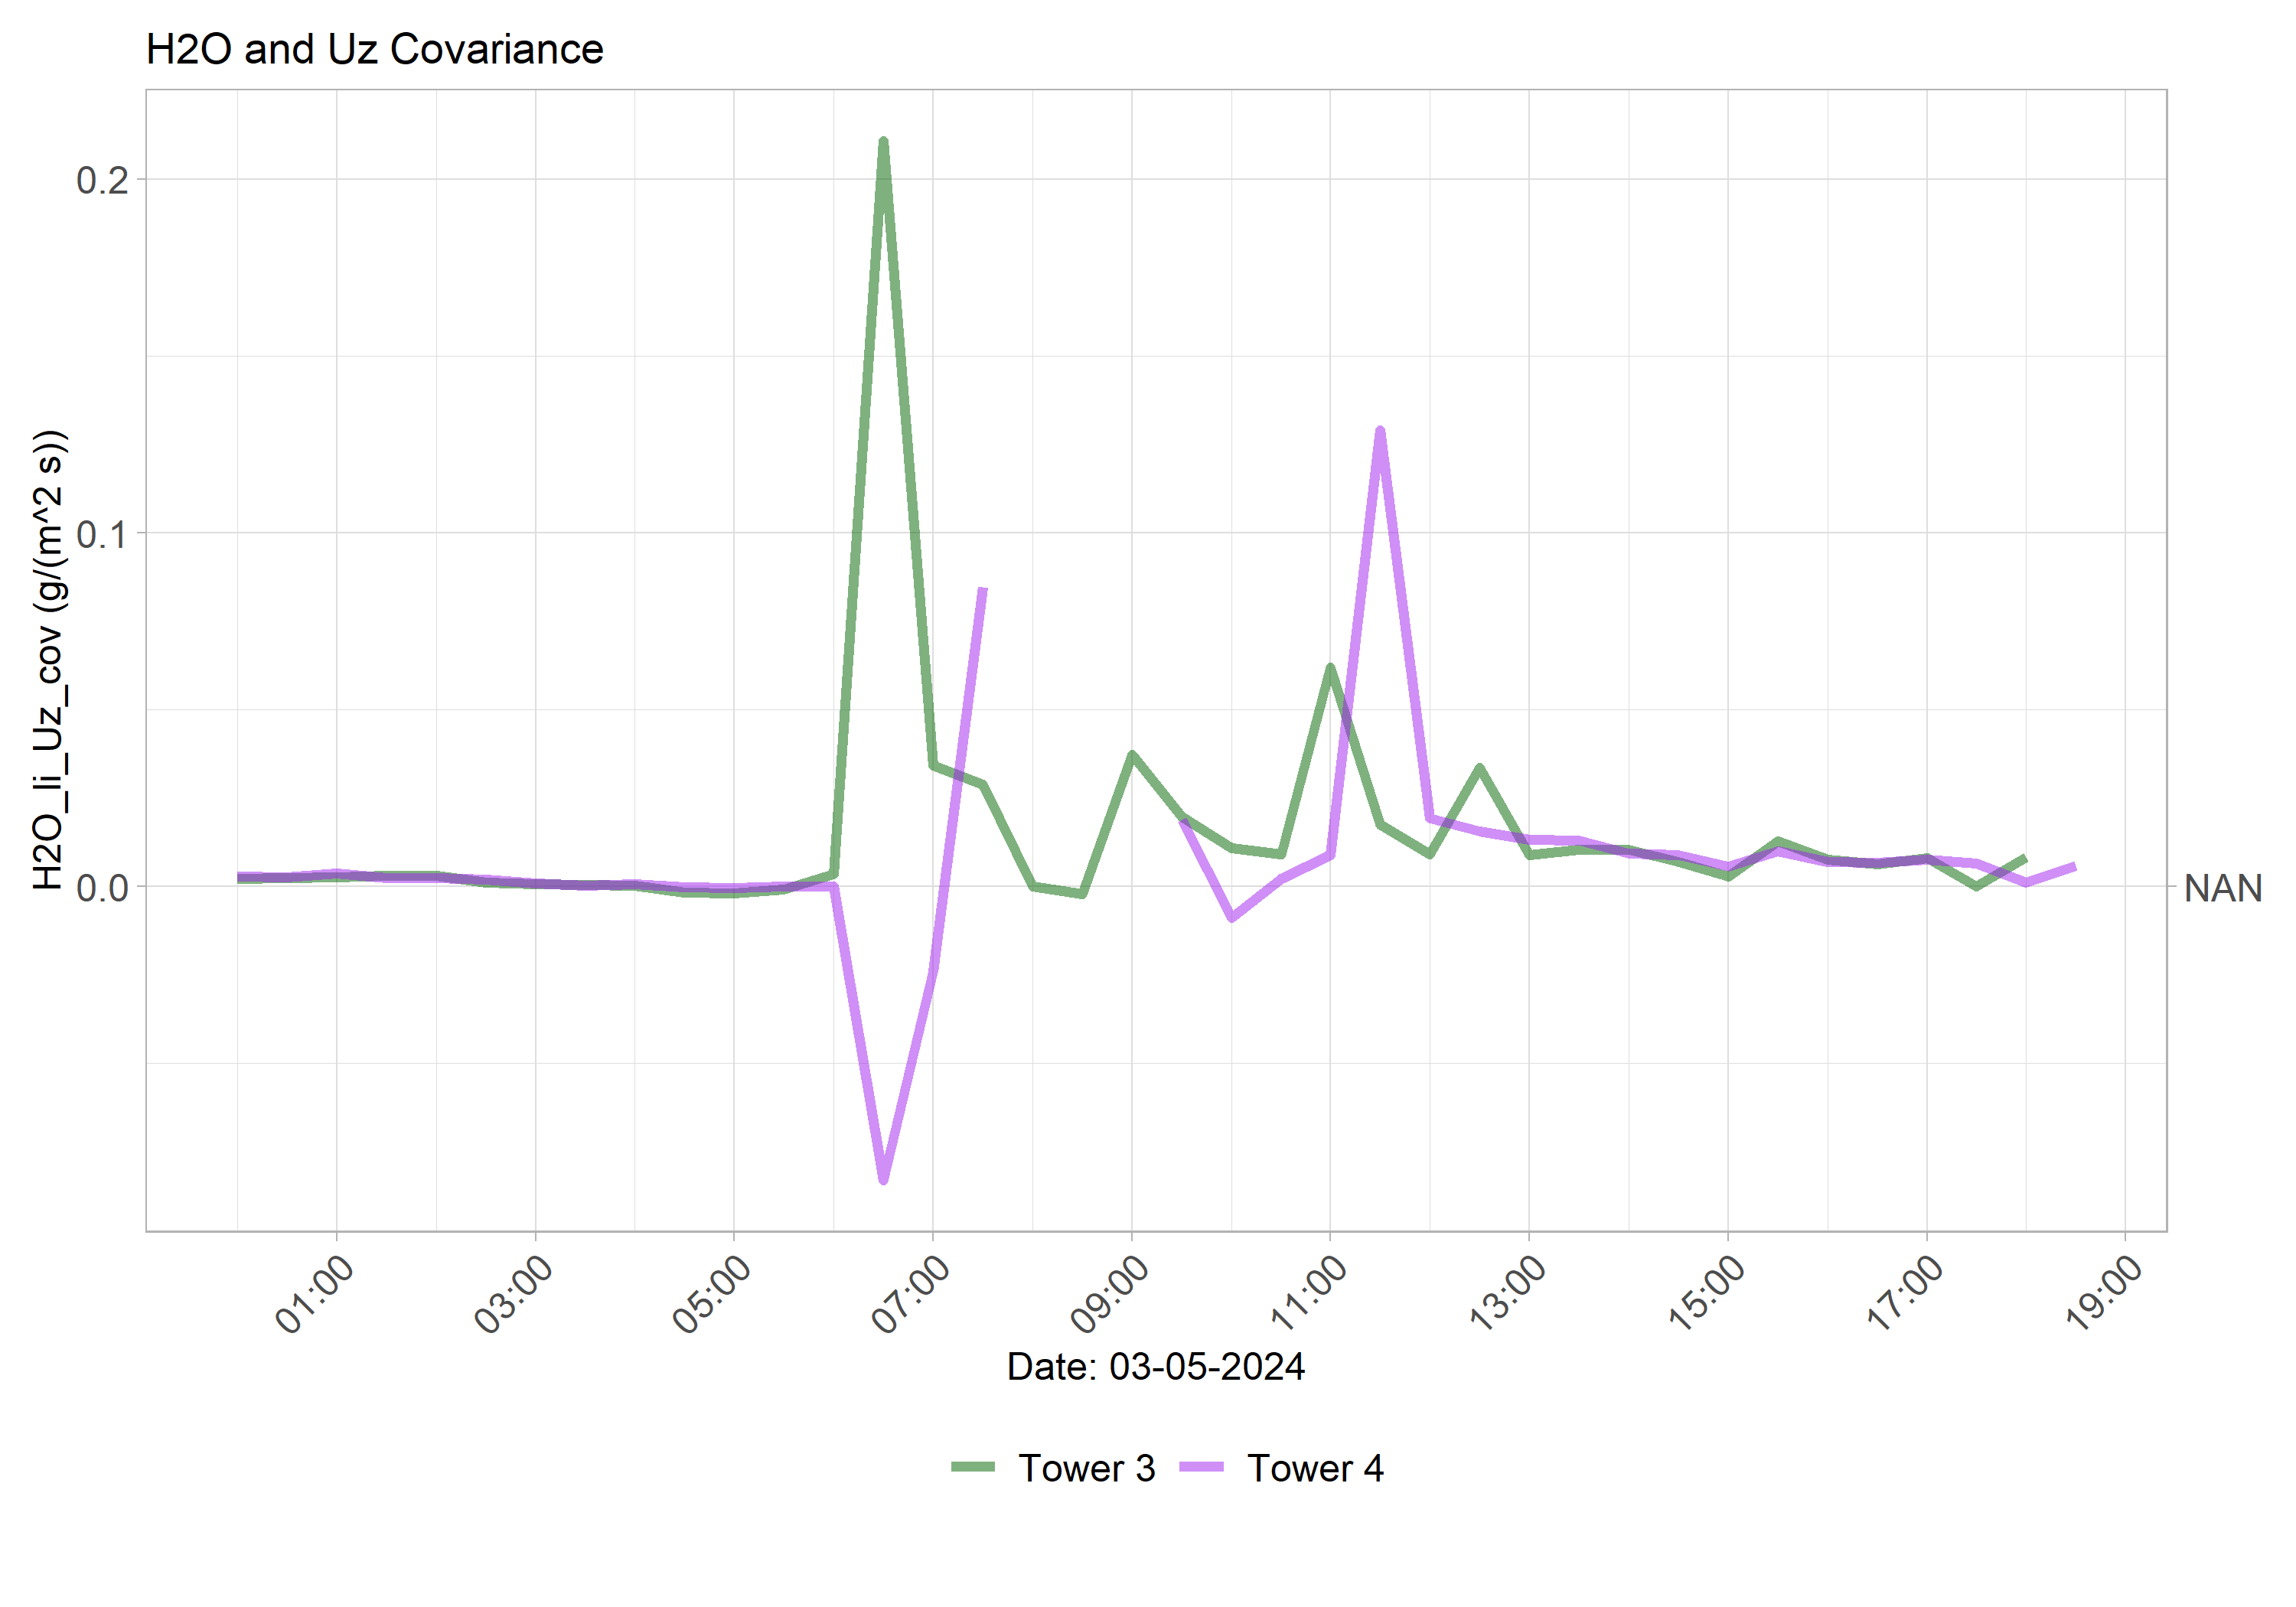 H2O and Uz Covariance
H2O_li_Uz_cov (g/(m^2 s))
0.2
0.1
0.0
NAN
01:00
03:00
05:00
07:00
09:00
11:00
13:00
15:00
17:00
19:00
Date: 03-05-2024
Tower 3
Tower 4